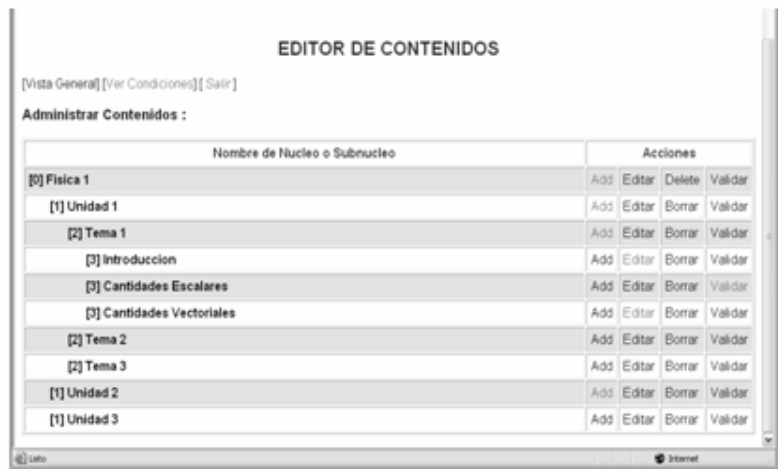 EDITOR DE CONTENIDOS
[Vista General] [Ver Condiciones] [ Salir ]
Administrar Contenidos :
Nombre de Nucleo o Subnucleo Acciones
[0] Fisica 1 Add Editar Delete Validar
[1] Unidad 1 Add Editar Borrar Validar
[2] Tema 1 Add Editar Borrar Validar
[3] Introduccion Add Editar Borrar Validar
[3] Cantidades Escalares Add Editar Borrar Validar
[3] Cantidades Vectoriales Add Editar Borrar Validar
[2] Tema 2 Add Editar Borrar Validar
[2] Tema 3 Add Editar Borrar Validar
[1] Unidad 2 Add Editar Borrar Validar
[1] Unidad 3 Add Editar Borrar Validar
Listo Internet